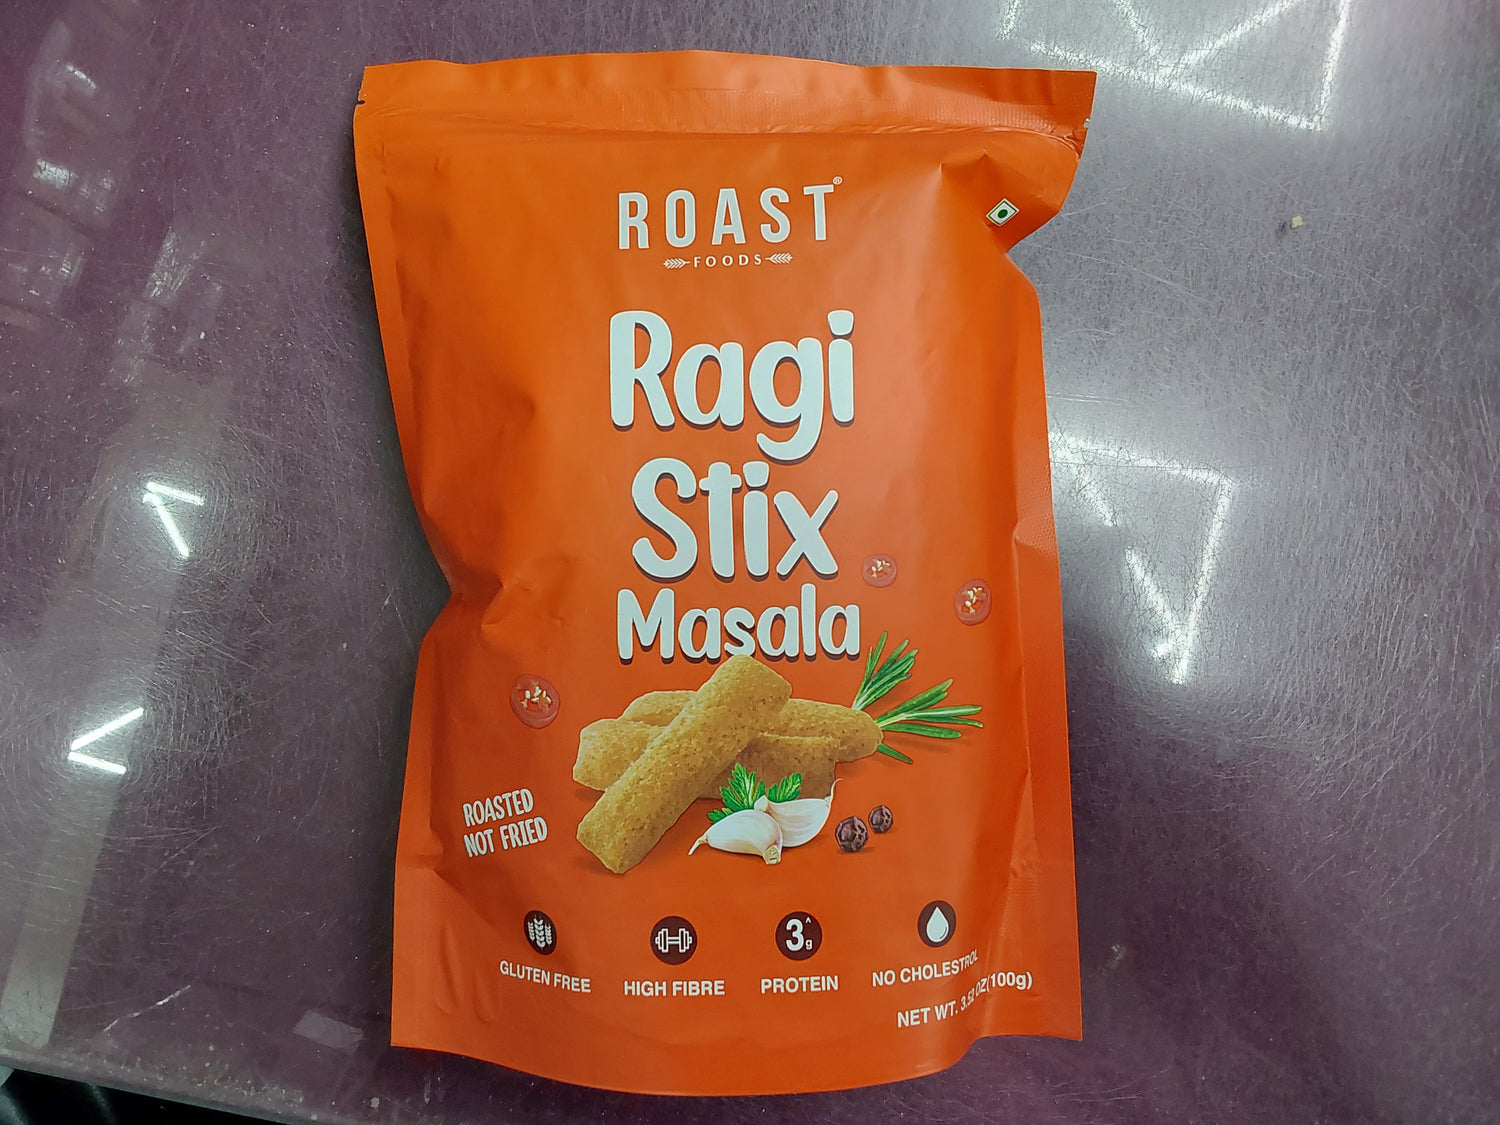 ROAST®
FOODS
Ragi
Stix
Masala
ROASTED
NOT FRIED
3^g
GLUTEN FREE
HIGH FIBRE
PROTEIN
NO CHOLESTROL
NET WT. 3.52 OZ(100g)